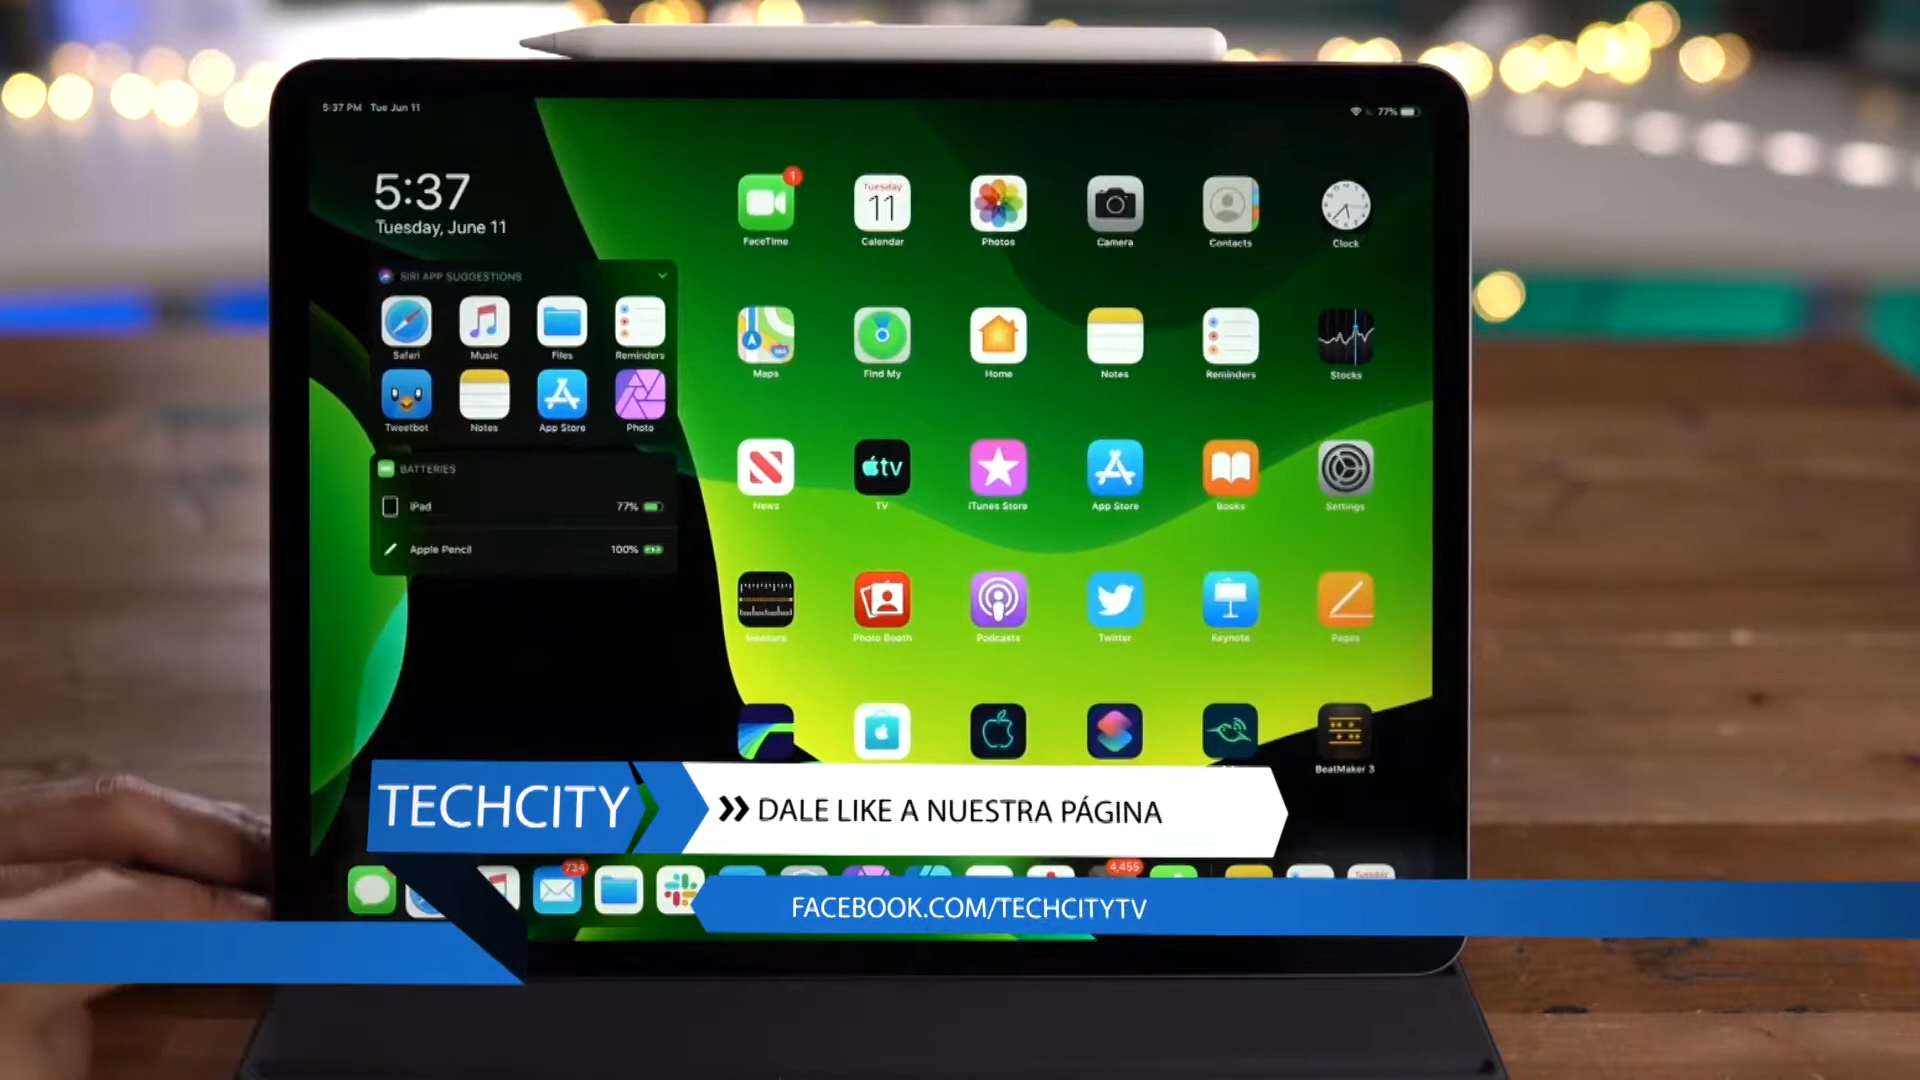 5:37 PM Tue Jun 11
77%
5:37
Tuesday, June 11
SIRI APP SUGGESTIONS
Safari Music Files Reminders
Tweetbot Notes App Store Photo
BATTERIES
iPad 77%
Apple Pencil 100%
1
Tuesday
11
FaceTime Calendar Photos Camera Contacts Clock
Maps Find My Home Notes Reminders Stocks
tv
News TV iTunes Store App Store Books Settings
Measure Photo Booth Podcasts Twitter Keynote Pages
BeatMaker 3
TECHCITY
DALE LIKE A NUESTRA PÁGINA
734
4,455
Tuesday
FACEBOOK.COM/TECHCITYTV